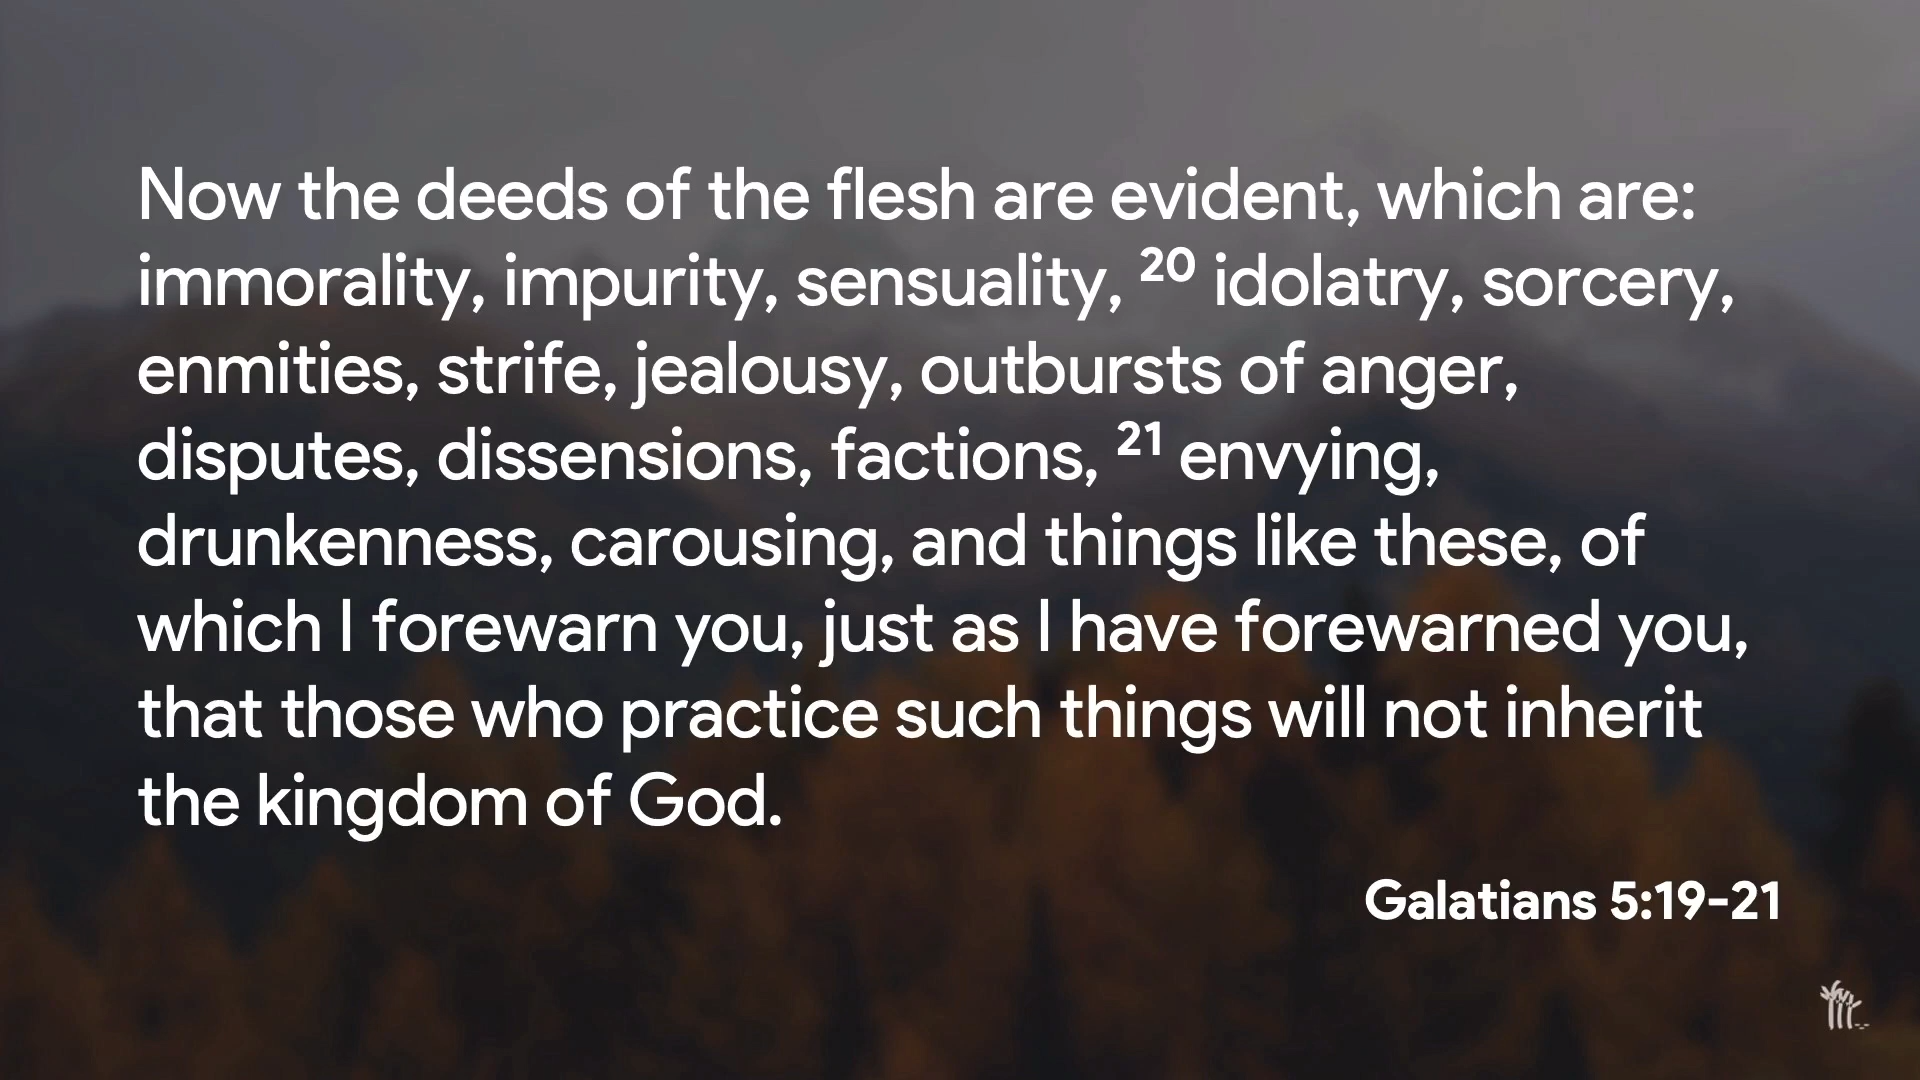 Now the deeds of the flesh are evident, which are:
immorality, impurity, sensuality, 20 idolatry, sorcery,
enmities, strife, jealousy, outbursts of anger,
disputes, dissensions, factions, 21 envying,
drunkenness, carousing, and things like these, of
which I forewarn you, just as I have forewarned you,
that those who practice such things will not inherit
the kingdom of God.
Galatians 5:19-21